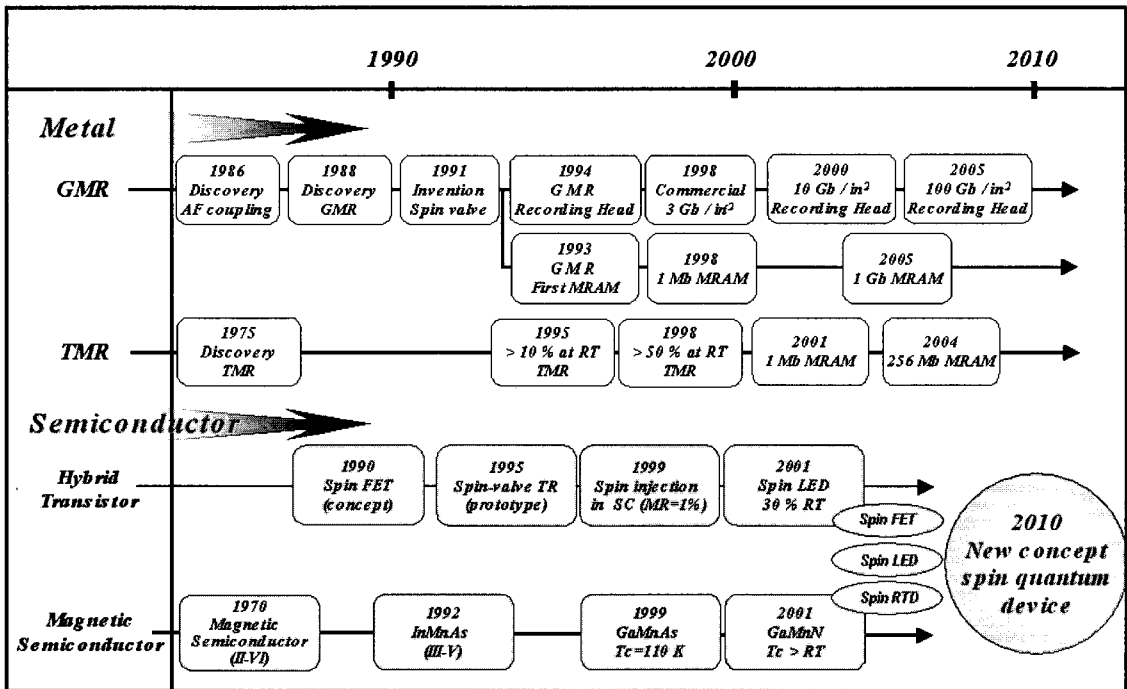 1990 2000 2010
Metal
GMR
1986
Discovery
AF coupling
1988
Discovery
GMR
1991
Invention
Spin valve
1994
GMR
Recording Head
1998
Commercial
3 Gb / in²
2000
10 Gb / in²
Recording Head
2005
100 Gb / in²
Recording Head
1993
GMR
First MRAM
1998
1 Mb MRAM
2005
1 Gb MRAM
TMR
1975
Discovery
TMR
1995
> 10 % at RT
TMR
1998
> 50 % at RT
TMR
2001
1 Mb MRAM
2004
256 Mb MRAM
Semiconductor
Hybrid
Transistor
1990
Spin FET
(concept)
1995
Spin-valve TR
(prototype)
1999
Spin injection
in SC (MR=1%)
2001
Spin LED
30 % RT
Spin FET
Spin LED
Spin RTD
2010
New concept
spin quantum
device
Magnetic
Semiconductor
1970
Magnetic
Semiconductor
(II-VI)
1992
InMnAs
(III-V)
1999
GaMnAs
Tc=110 K
2001
GaMnN
Tc > RT